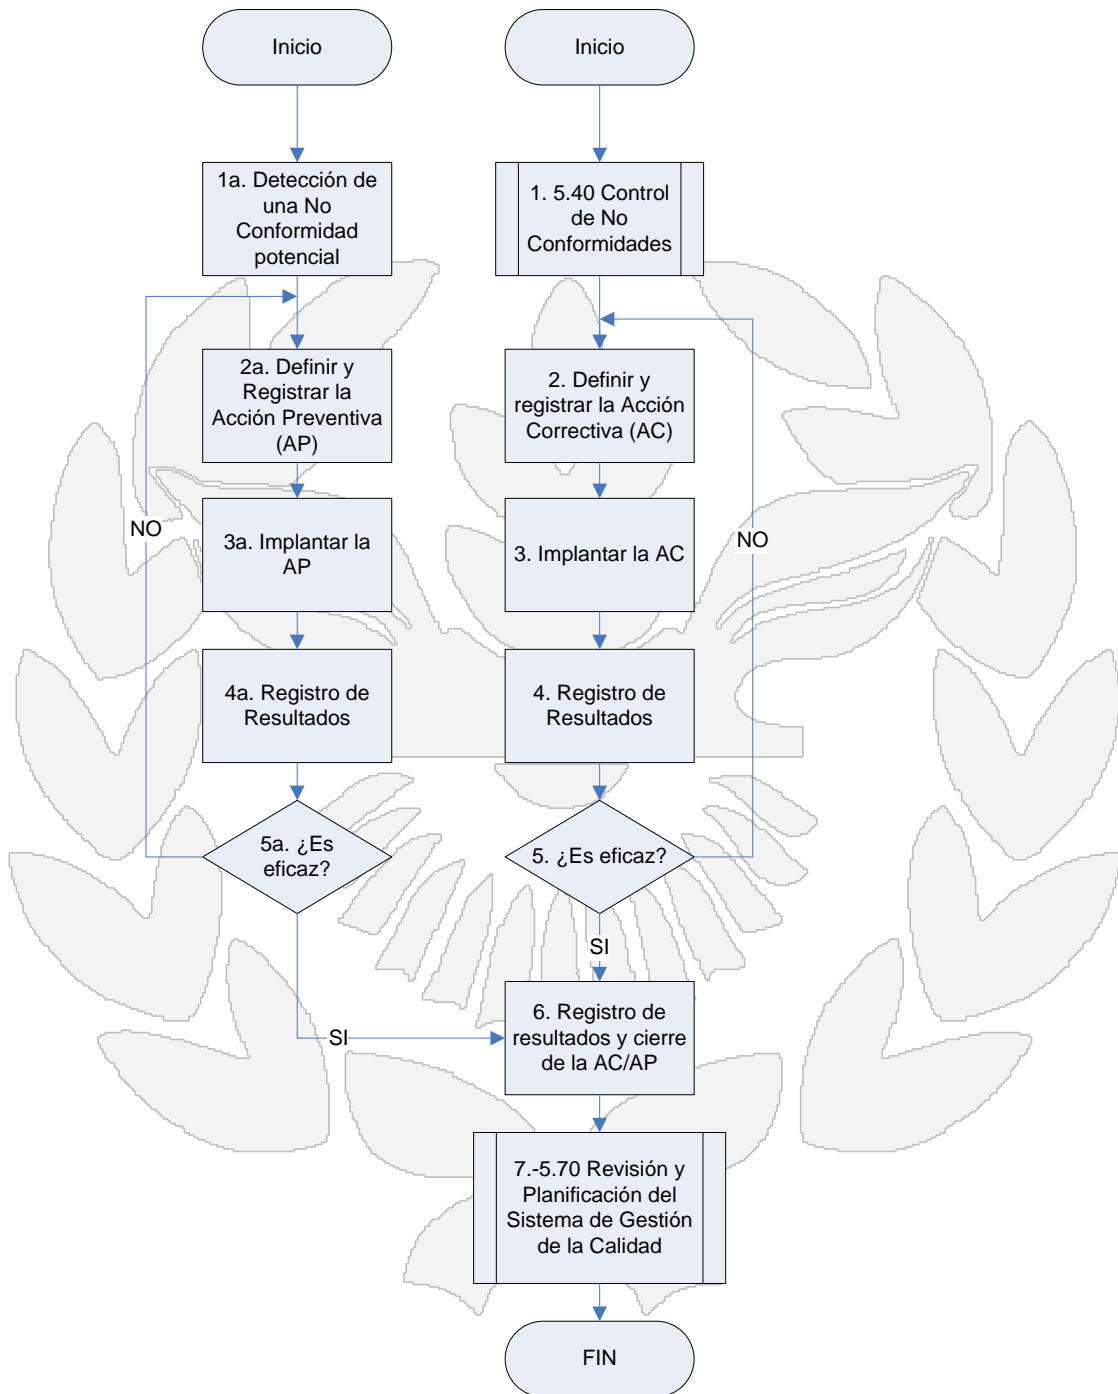 Inicio
Inicio
1a. Detección de
una No
Conformidad
potencial
1. 5.40 Control
de No
Conformidades
2a. Definir y
Registrar la
Acción Preventiva
(AP)
2. Definir y
registrar la Acción
Correctiva (AC)
NO
3a. Implantar la
AP
3. Implantar la AC
NO
4a. Registro de
Resultados
4. Registro de
Resultados
5a. ¿Es
eficaz?
5. ¿Es eficaz?
SI
SI
6. Registro de
resultados y cierre
de la AC/AP
7.-5.70 Revisión y
Planificación del
Sistema de Gestión
de la Calidad
FIN